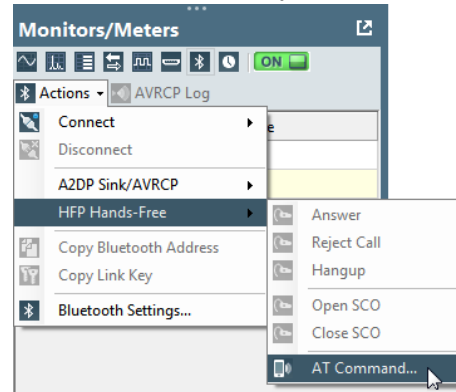 Monitors/Meters
ON
Actions AVRCP Log
Connect
e
Disconnect
A2DP Sink/AVRCP
HFP Hands-Free
Answer
Copy Bluetooth Address
Reject Call
Copy Link Key
Hangup
Bluetooth Settings...
Open SCO
Close SCO
AT Command...